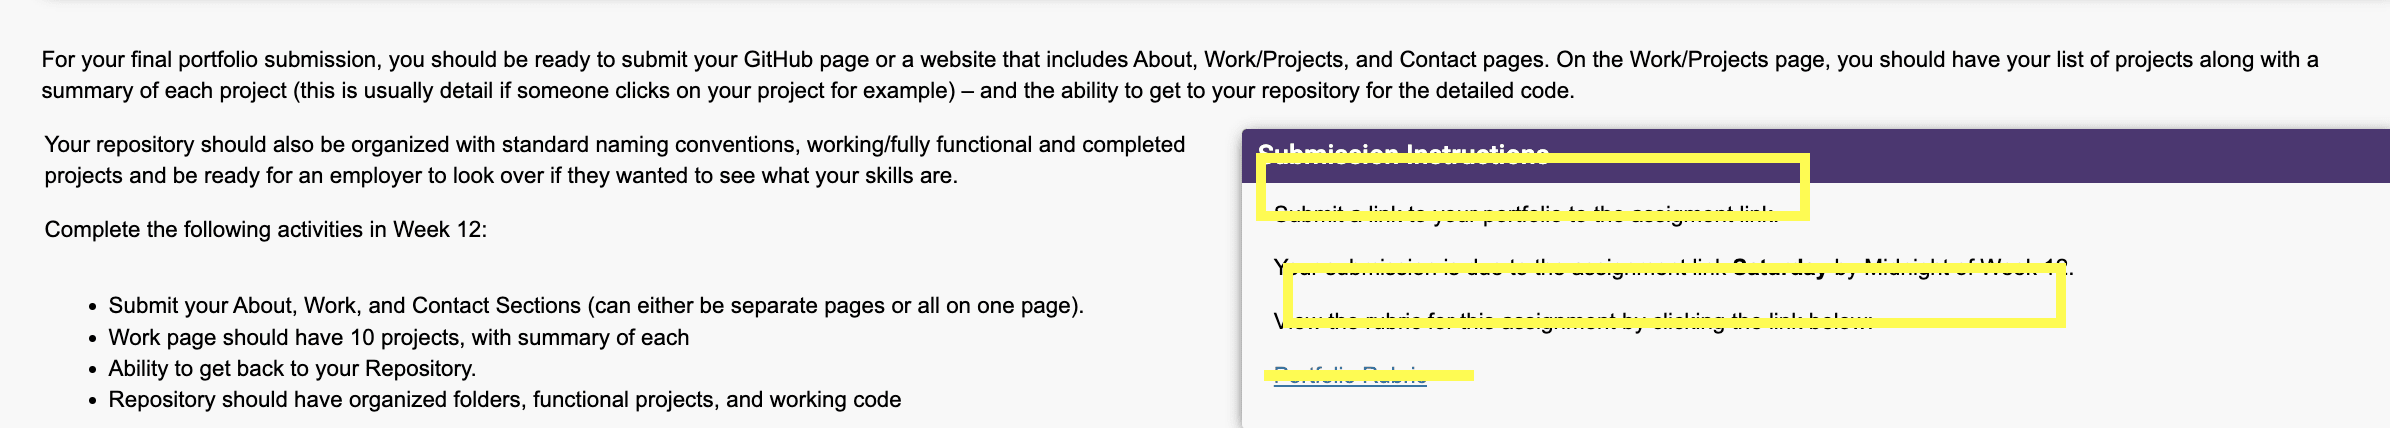 For your final portfolio submission, you should be ready to submit your GitHub page or a website that includes About, Work/Projects, and Contact pages. On the Work/Projects page, you should have your list of projects along with a
summary of each project (this is usually detail if someone clicks on your project for example) – and the ability to get to your repository for the detailed code.
Your repository should also be organized with standard naming conventions, working/fully functional and completed
projects and be ready for an employer to look over if they wanted to see what your skills are.
Complete the following activities in Week 12:
• Submit your About, Work, and Contact Sections (can either be separate pages or all on one page).
• Work page should have 10 projects, with summary of each
• Ability to get back to your Repository.
• Repository should have organized folders, functional projects, and working code
Submission Instructions
Submit a link to your portfolio to the assigment link.
Your submission is due to the assignment link Saturday by Midnight of Week 12.
View the rubric for this assignment by clicking the link below:
Portfolio Rubric